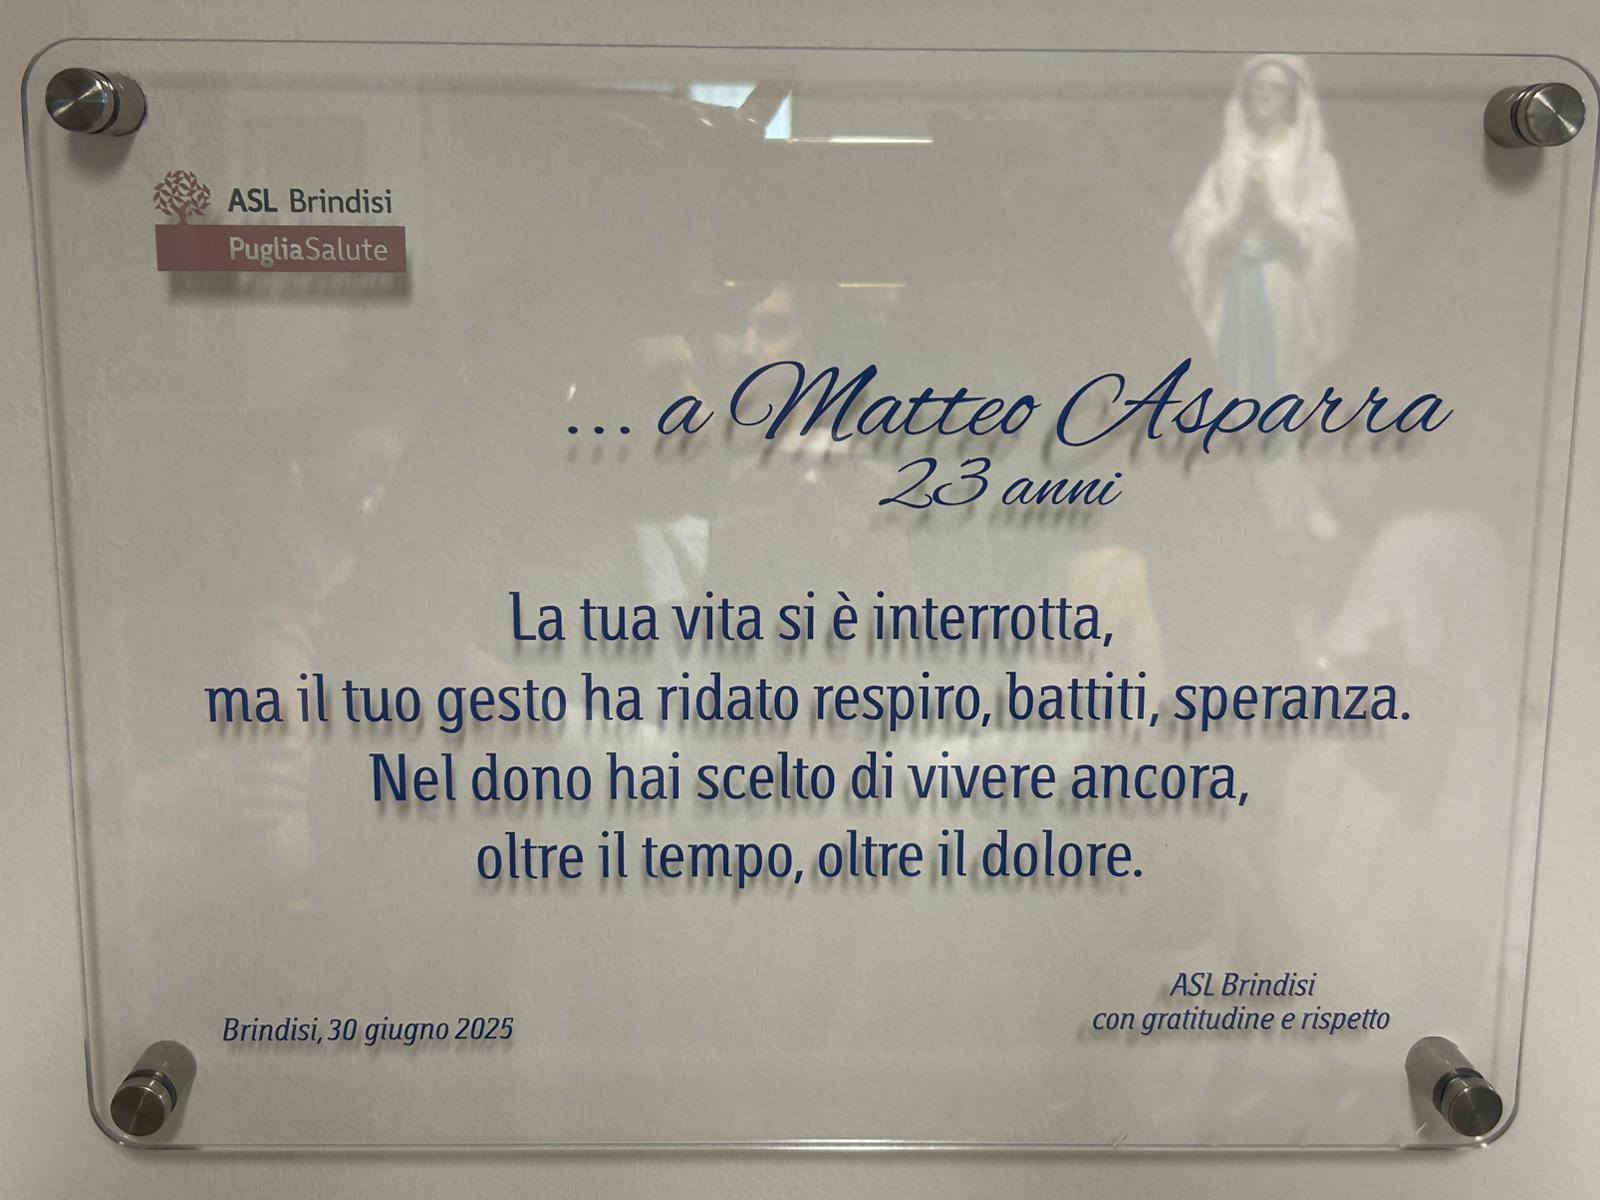 ASL Brindisi
PugliaSalute
... a Matteo Asparra
23 anni
La tua vita si è interrotta,
ma il tuo gesto ha ridato respiro, battiti, speranza.
Nel dono hai scelto di vivere ancora,
oltre il tempo, oltre il dolore.
Brindisi, 30 giugno 2025
ASL Brindisi
con gratitudine e rispetto